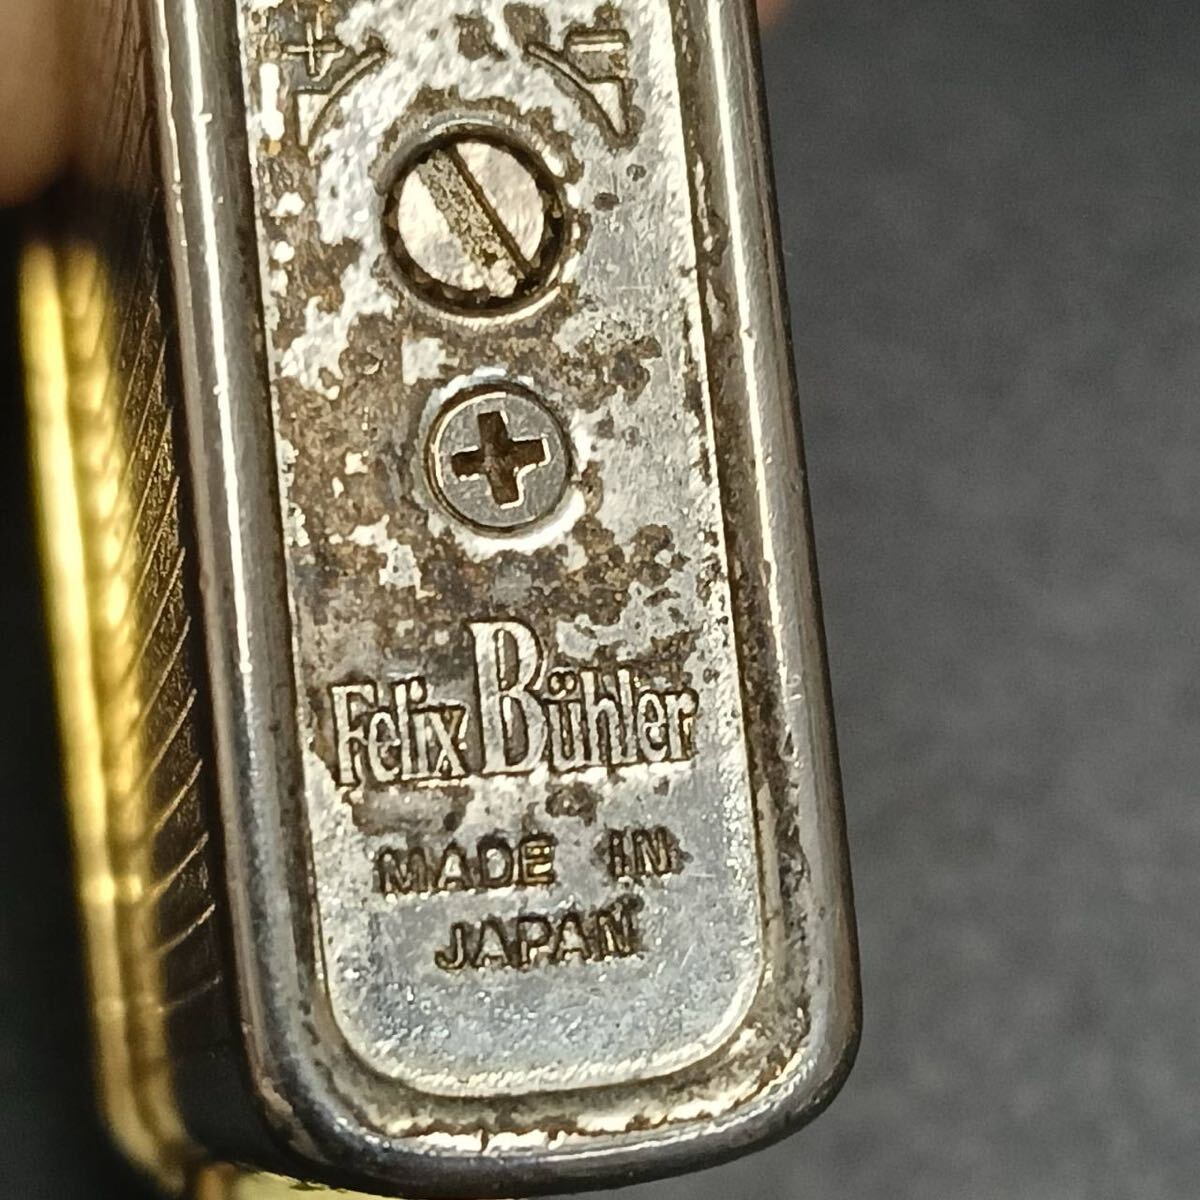 + -
Felix Bühler
MADE IN
JAPAN